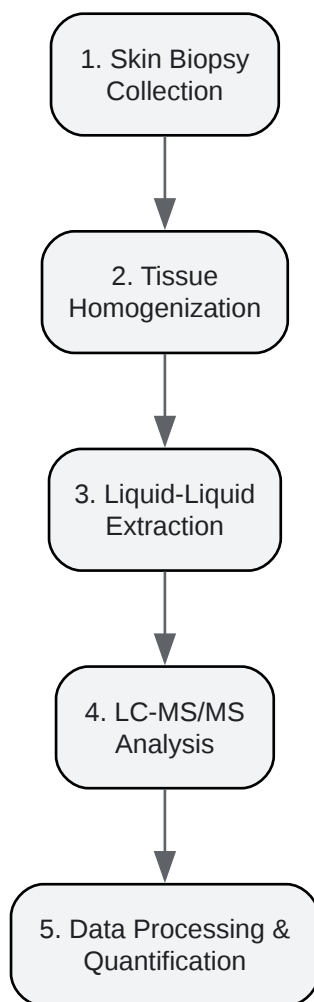 1. Skin Biopsy
Collection
2. Tissue
Homogenization
3. Liquid-Liquid
Extraction
4. LC-MS/MS
Analysis
5. Data Processing &
Quantification